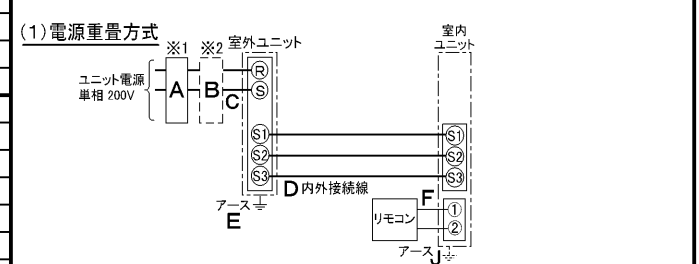 (1)電源重畳方式
※1 ※2 室外ユニット
室内
ユニット
ユニット電源
単相 200V
A
B
C
R
S
S1
S2
S3
S1
S2
S3
D 内外接続線
アース
E
F
リモコン
①
②
アース J